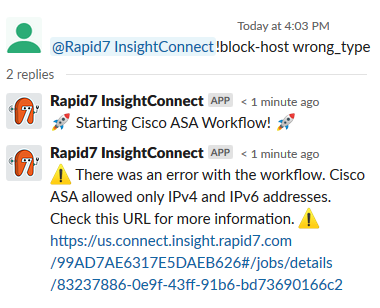 Today at 4:03 PM
@Rapid7 InsightConnect!block-host wrong_type
2 replies
Rapid7 InsightConnect APP < 1 minute ago
🚀 Starting Cisco ASA Workflow! 🚀
Rapid7 InsightConnect APP < 1 minute ago
⚠️ There was an error with the workflow. Cisco
ASA allowed only IPv4 and IPv6 addresses.
Check this URL for more information. ⚠️
https://us.connect.insight.rapid7.com
/99AD7AE6317E5DAEB626#/jobs/details
/83237886-0e9f-43ff-91b6-bd73690166c2